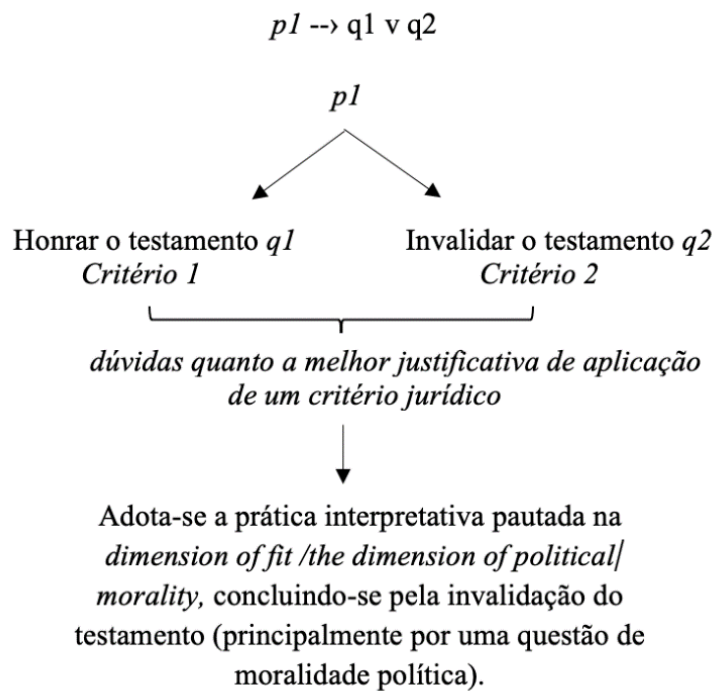 p1 --> q1 v q2
p1
Honrar o testamento q1 Invalidar o testamento q2
Critério 1 Critério 2
dúvidas quanto a melhor justificativa de aplicação
de um critério jurídico
Adota-se a prática interpretativa pautada na
dimension of fit /the dimension of political/
morality, concluindo-se pela invalidação do
testamento (principalmente por uma questão de
moralidade política).